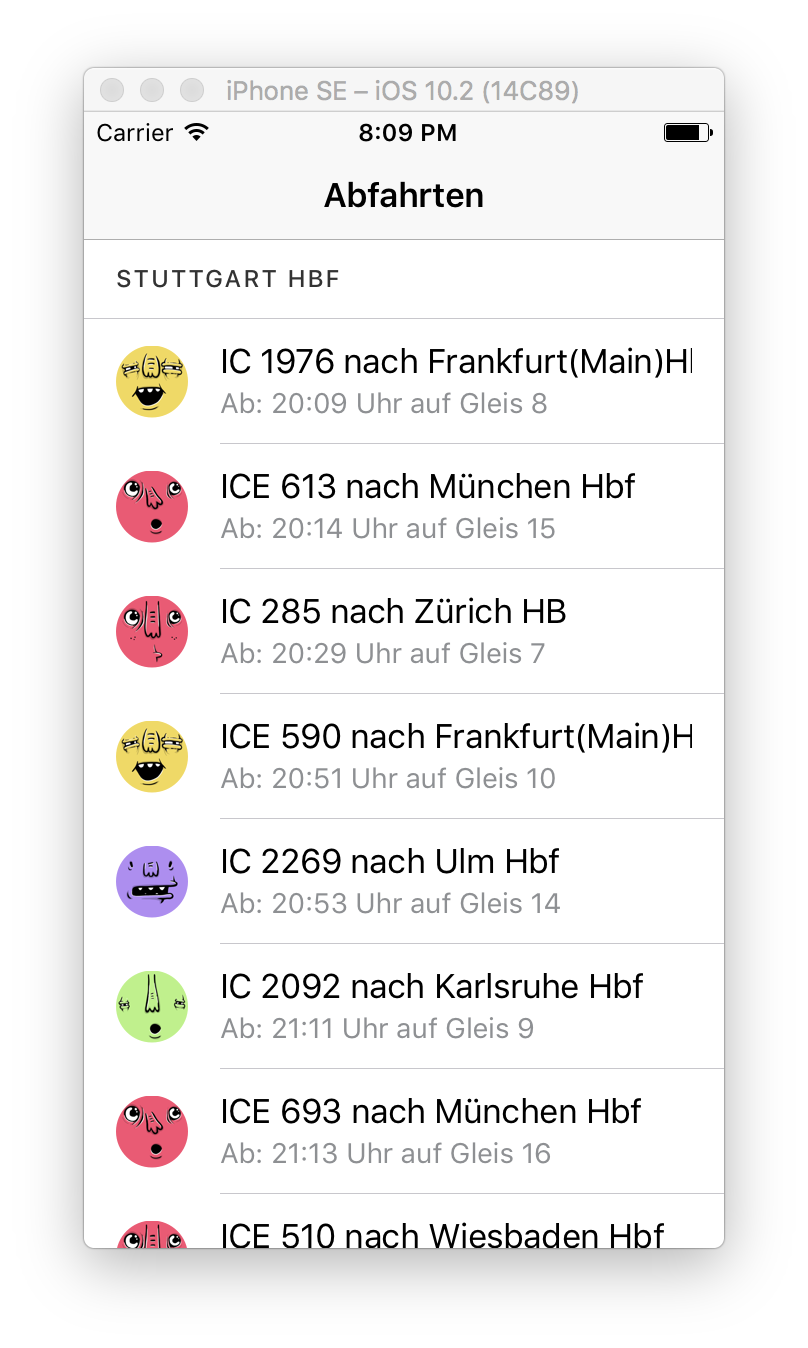 iPhone SE – iOS 10.2 (14C89)
Carrier 8:09 PM
Abfahrten
STUTTGART HBF
IC 1976 nach Frankfurt(Main)H
Ab: 20:09 Uhr auf Gleis 8
ICE 613 nach München Hbf
Ab: 20:14 Uhr auf Gleis 15
IC 285 nach Zürich HB
Ab: 20:29 Uhr auf Gleis 7
ICE 590 nach Frankfurt(Main)H
Ab: 20:51 Uhr auf Gleis 10
IC 2269 nach Ulm Hbf
Ab: 20:53 Uhr auf Gleis 14
IC 2092 nach Karlsruhe Hbf
Ab: 21:11 Uhr auf Gleis 9
ICE 693 nach München Hbf
Ab: 21:13 Uhr auf Gleis 16
ICE 510 nach Wiesbaden Hbf